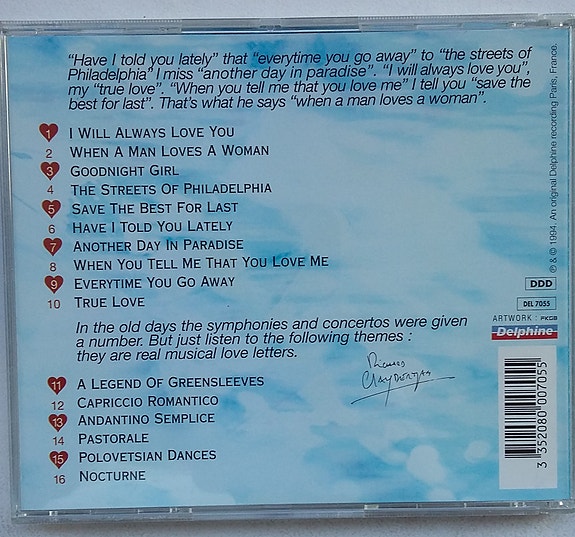 "Have I told you lately" that "everytime you go away" to "the streets of
Philadelphia" I miss "another day in paradise". "I will always love you",
my "true love". "When you tell me that you love me" I tell you "save the
best for last". That's what he says "when a man loves a woman".
1 I WILL ALWAYS LOVE YOU
2 WHEN A MAN LOVES A WOMAN
3 GOODNIGHT GIRL
4 THE STREETS OF PHILADELPHIA
5 SAVE THE BEST FOR LAST
6 HAVE I TOLD YOU LATELY
7 ANOTHER DAY IN PARADISE
8 WHEN YOU TELL ME THAT YOU LOVE ME
9 EVERYTIME YOU GO AWAY
10 TRUE LOVE
In the old days the symphonies and concertos were given
a number. But just listen to the following themes :
they are real musical love letters.
Richard
Clayderman
11 A LEGEND OF GREENSLEEVES
12 CAPRICCIO ROMANTICO
13 ANDANTINO SEMPLICE
14 PASTORALE
15 POLOVETSIAN DANCES
16 NOCTURNE
℗ & © 1994. An original Delphine recording Paris. France.
DDD
DEL 7055
ARTWORK : PKGB
Delphine
3 352080 007055